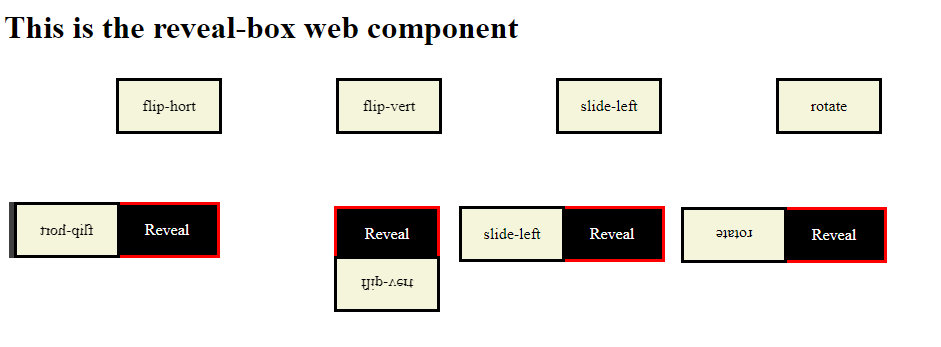 This is the reveal-box web component
flip-hort flip-vert slide-left rotate
flip-hort Reveal Reveal slide-left Reveal rotate Reveal
flip-vert